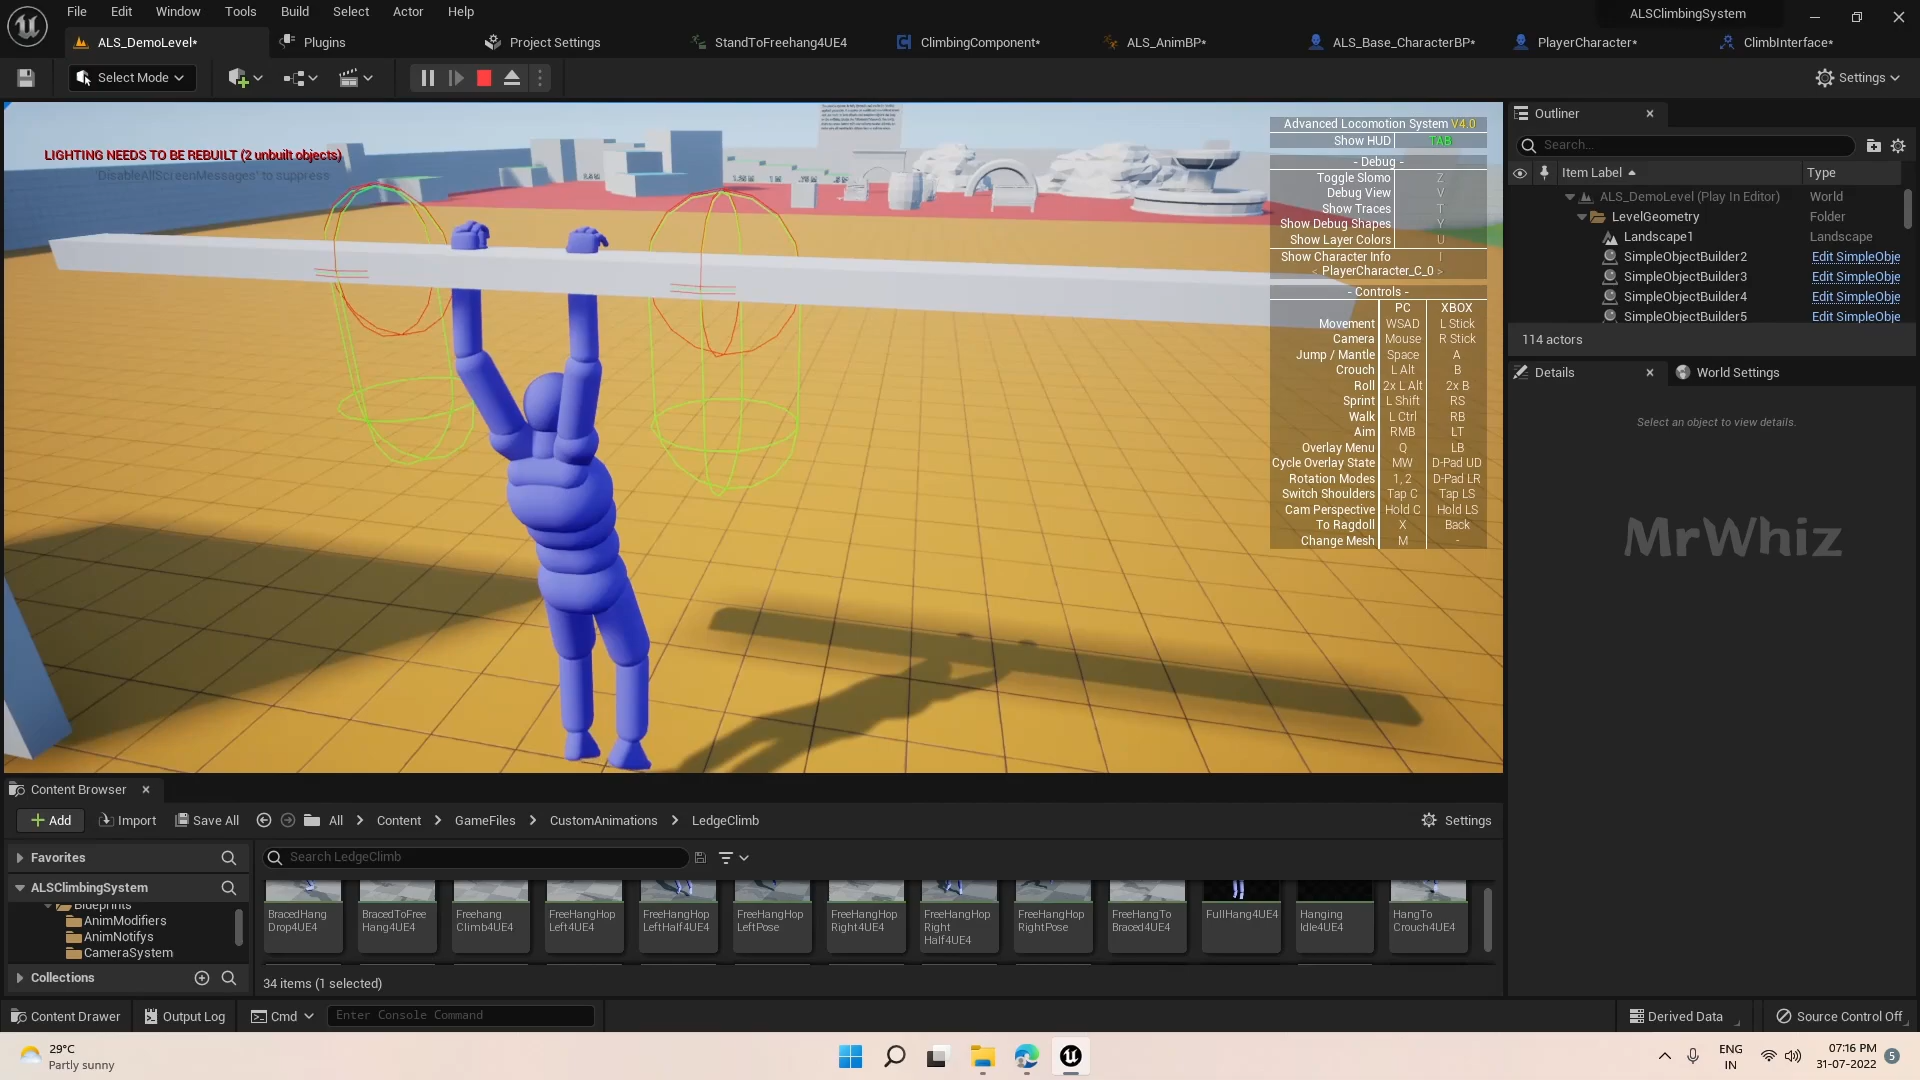 File Edit Window Tools Build Select Actor Help
ALSClimbingSystem
ALS_DemoLevel*
Plugins
Project Settings
StandToFreehang4UE4
ClimbingComponent*
ALS_AnimBP*
ALS_Base_CharacterBP*
PlayerCharacter*
ClimbInterface*
Select Mode
Settings
LIGHTING NEEDS TO BE REBUILT (2 unbuilt objects)
'DisableAllScreenMessages' to suppress
Advanced Locomotion System V4.0
Show HUD TAB
- Debug -
Toggle Slomo Z
Debug View V
Show Traces T
Show Debug Shapes Y
Show Layer Colors U
Show Character Info I
< PlayerCharacter_C_0 >
- Controls -
PC XBOX
Movement WSAD L Stick
Camera Mouse R Stick
Jump / Mantle Space A
Crouch L Alt B
Roll 2x L Alt 2x B
Sprint L Shift RS
Walk L Ctrl RB
Aim RMB LT
Overlay Menu Q LB
Cycle Overlay State MW D-Pad UD
Rotation Modes 1, 2 D-Pad LR
Switch Shoulders Tap C Tap LS
Cam Perspective Hold C Hold LS
To Ragdoll X Back
Change Mesh M -
Outliner
Search...
Item Label Type
ALS_DemoLevel (Play In Editor) World
LevelGeometry Folder
Landscape1 Landscape
SimpleObjectBuilder2 Edit SimpleObje
SimpleObjectBuilder3 Edit SimpleObje
SimpleObjectBuilder4 Edit SimpleObje
SimpleObjectBuilder5 Edit SimpleObje
114 actors
Details
World Settings
Select an object to view details.
MrWhiz
Content Browser
Add Import Save All All Content GameFiles CustomAnimations LedgeClimb Settings
Favorites
Search LedgeClimb
ALSClimbingSystem
Blueprints
AnimModifiers
AnimNotifys
CameraSystem
Collections
BracedHang
Drop4UE4
BracedToFree
Hang4UE4
Freehang
Climb4UE4
FreeHangHop
Left4UE4
FreeHangHop
LeftHalf4UE4
FreeHangHop
LeftPose
FreeHangHop
Right4UE4
FreeHangHop
Right
Half4UE4
FreeHangHop
RightPose
FreeHangTo
Braced4UE4
FullHang4UE4
Hanging
Idle4UE4
HangTo
Crouch4UE4
34 items (1 selected)
Content Drawer Output Log Cmd Enter Console Command Derived Data Source Control Off
29°C
Partly sunny
ENG
IN
07:16 PM
31-07-2022
5